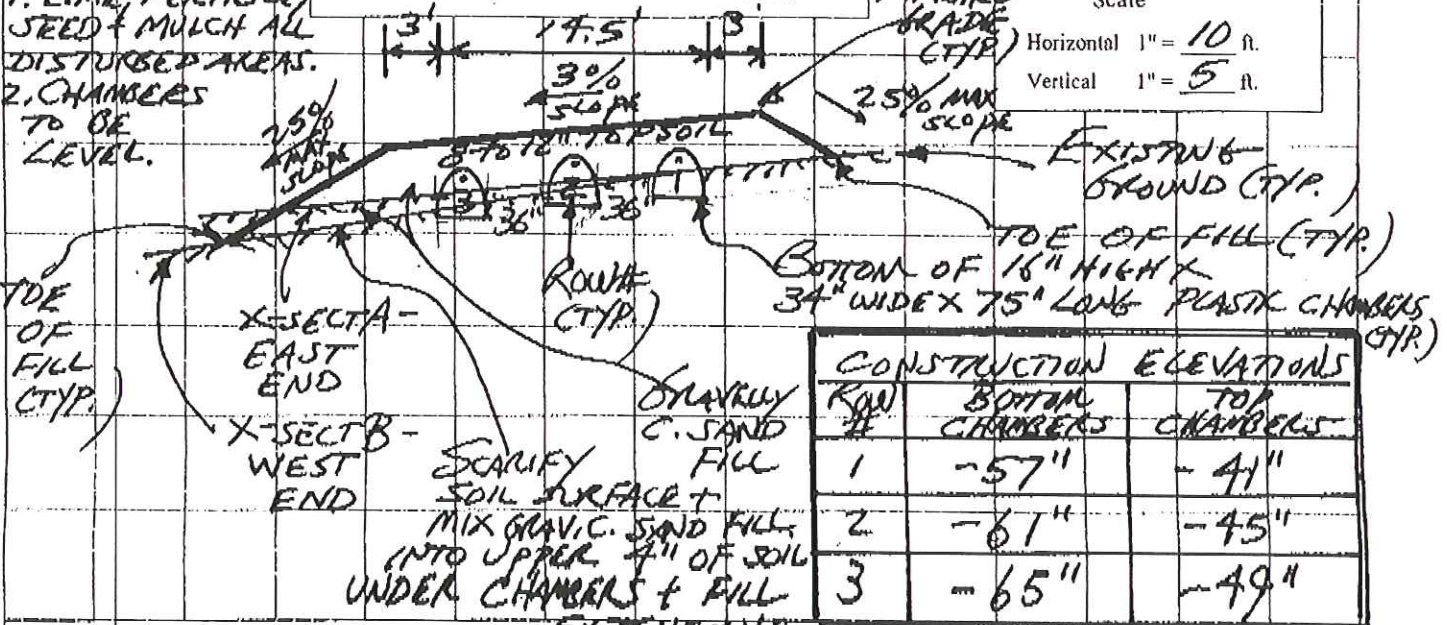 SEED + MULCH ALL
DISTURBED AREAS.
2. CHAMBERS
TO BE
LEVEL.
3'
14.5'
3'
3%
SLOPE
25%
MAX
SLOPE
8" TO 10" TOPSOIL
GRADE
(TYP.)
25% MAX
SLOPE
Scale
Horizontal 1" = 10 ft.
Vertical 1" = 5 ft.
EXISTING
GROUND (TYP.)
3
2
1
36"
36"
TOE OF FILL (TYP.)
BOTTOM OF 16" HIGH X
34" WIDE X 75" LONG PLASTIC CHAMBERS
(TYP.)
ROW #
(TYP.)
TOE
OF
FILL
(TYP.)
X-SECT A -
EAST
END
X-SECT B -
WEST
END
GRAVELLY
C. SAND
FILL
SCARIFY
SOIL SURFACE +
MIX GRAV. C. SAND FILL
INTO UPPER 4" OF SOIL
UNDER CHAMBERS + FILL
CONSTRUCTION ELEVATIONS
ROW # BOTTOM CHAMBERS TOP CHAMBERS
1 -57" -41"
2 -61" -45"
3 -65" -49"